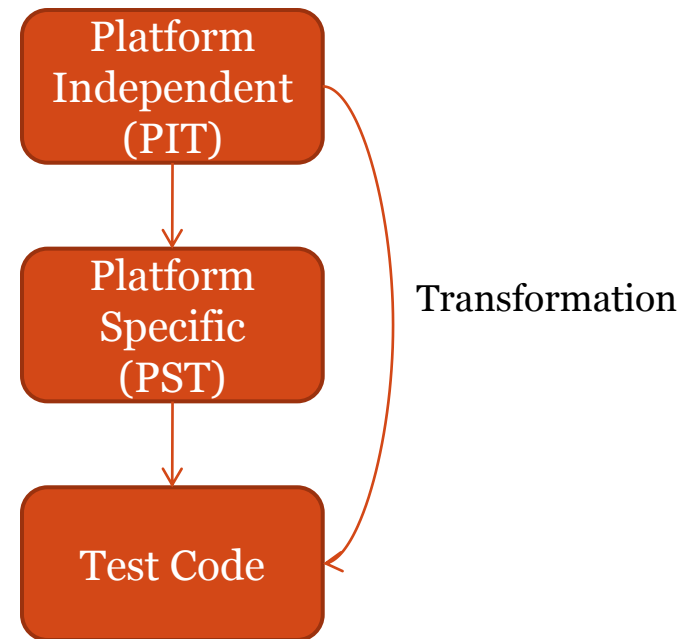 Platform
Independent
(PIT)
Transformation
Platform
Specific
(PST)
Test Code